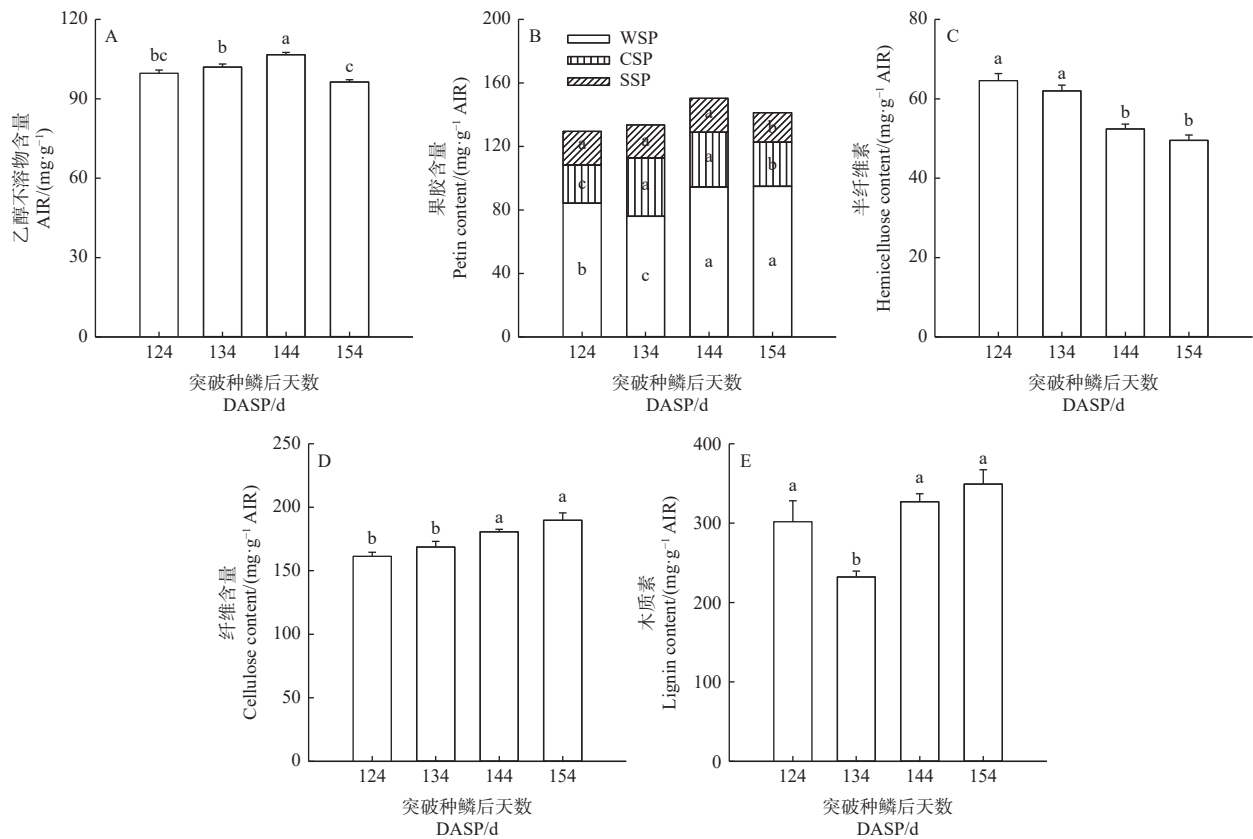 A
乙醇不溶物含量
AIR/(mg·g⁻¹)
120
90
60
30
0
bc
b
a
c
124 134 144 154
突破种鳞后天数
DASP/d
B
果胶含量
Petin content/(mg·g⁻¹ AIR)
200
160
120
80
40
0
WSP
CSP
SSP
a
c
b
a
a
c
a
a
a
b
b
a
124 134 144 154
突破种鳞后天数
DASP/d
C
半纤维素
Hemicelluose content/(mg·g⁻¹ AIR)
80
60
40
20
0
a
a
b
b
124 134 144 154
突破种鳞后天数
DASP/d
D
纤维含量
Cellulose content/(mg·g⁻¹ AIR)
250
200
150
100
50
0
b
b
a
a
124 134 144 154
突破种鳞后天数
DASP/d
E
木质素
Lignin content/(mg·g⁻¹ AIR)
400
300
200
100
0
a
b
a
a
124 134 144 154
突破种鳞后天数
DASP/d